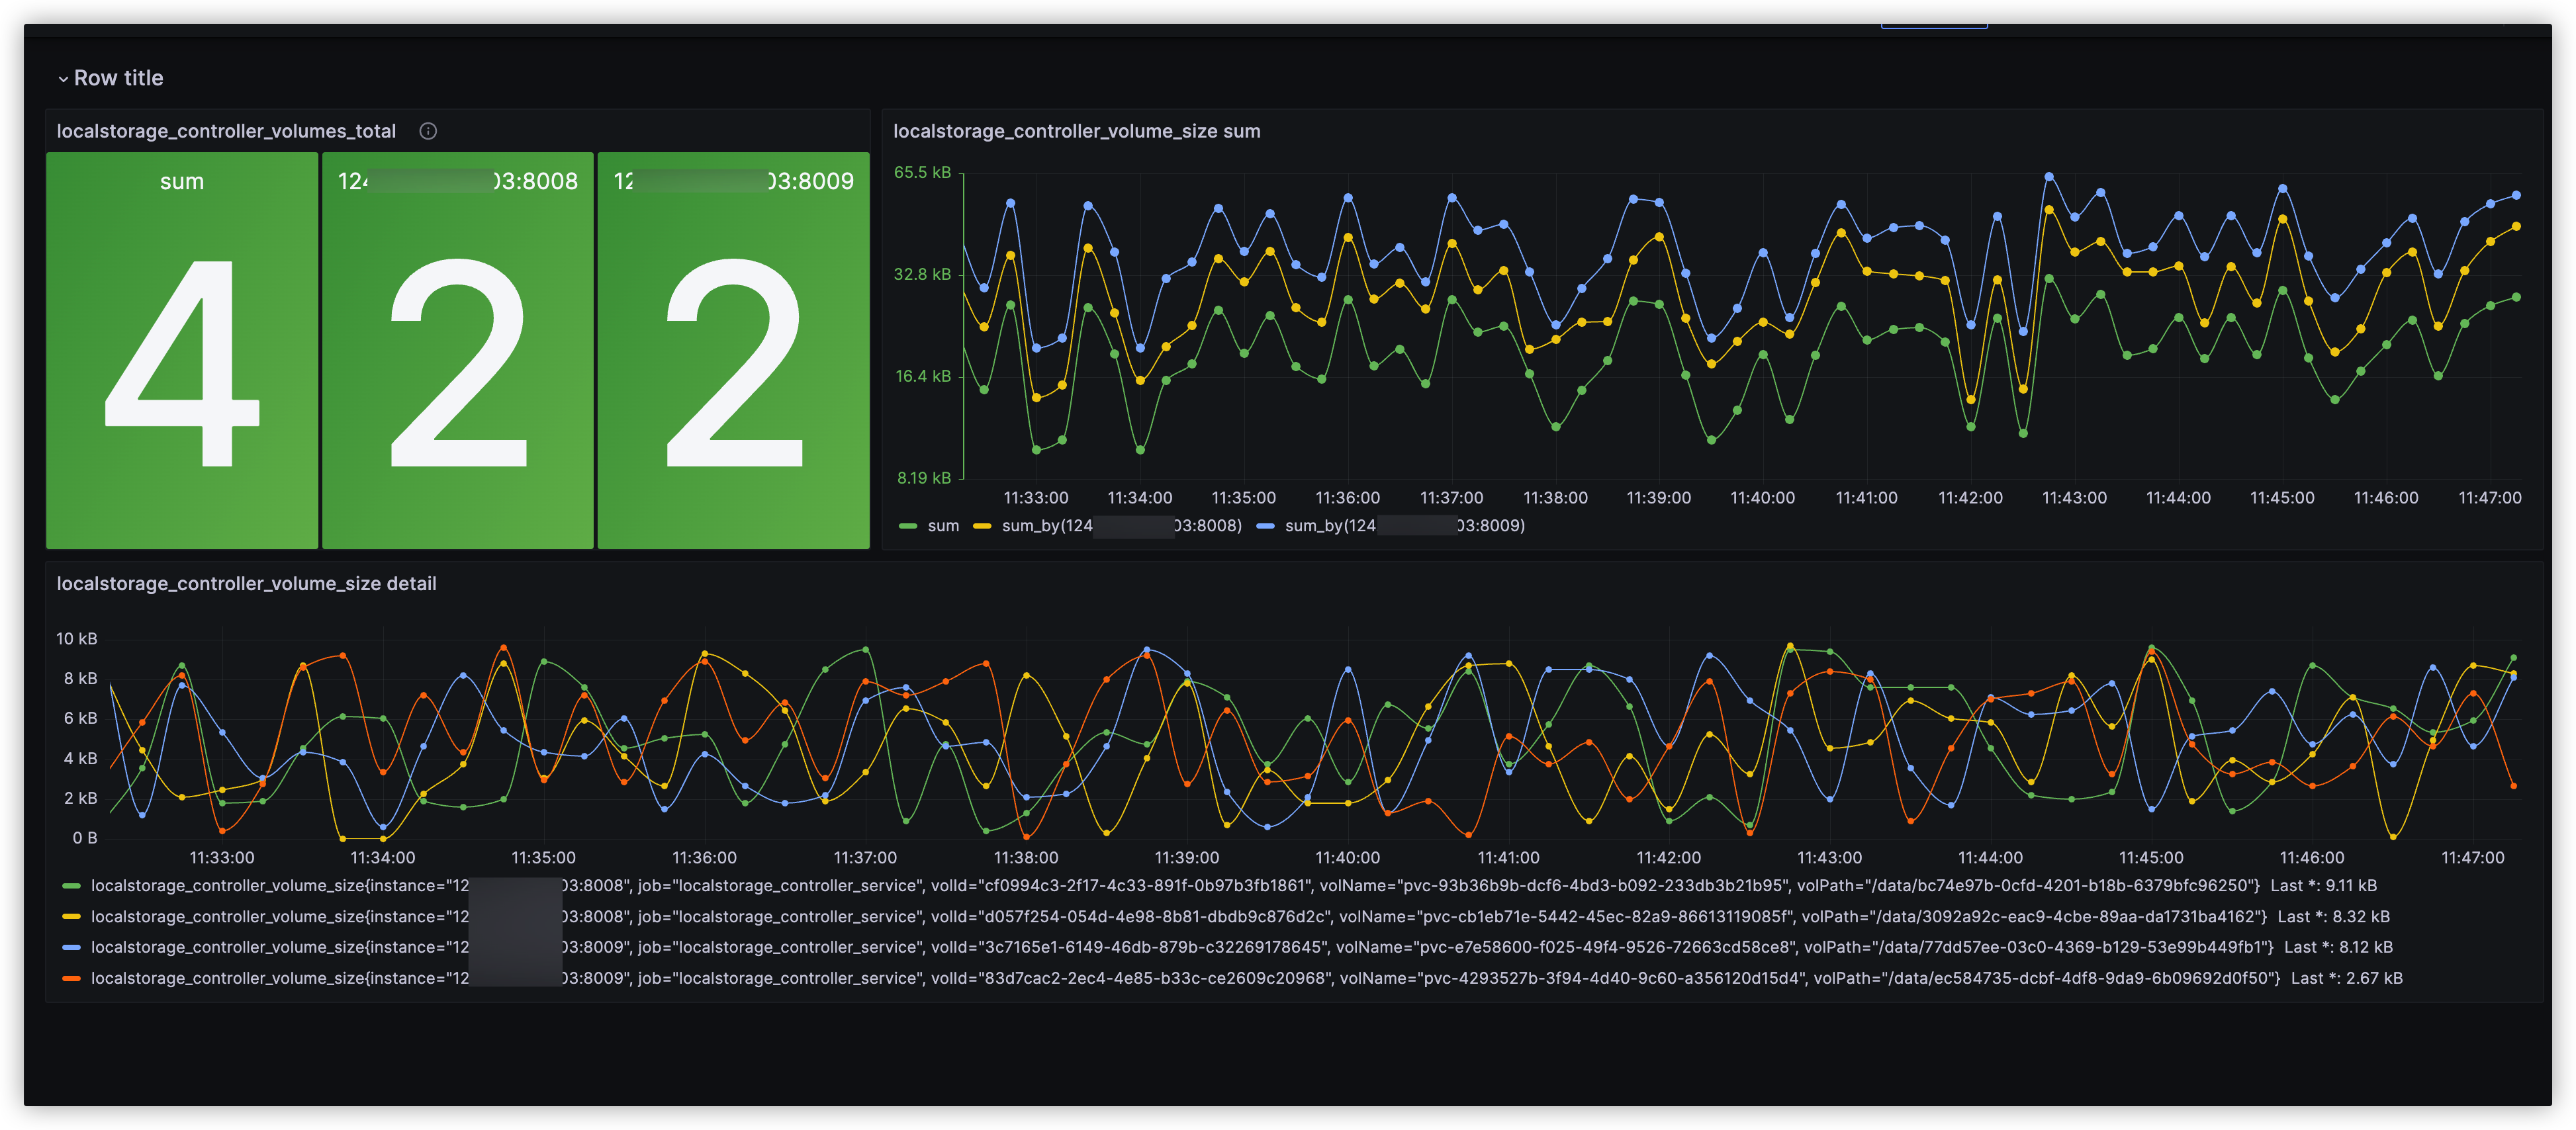 Row title
localstorage_controller_volumes_total
localstorage_controller_volume_size sum
sum
03:8008
03:8009
4
2
2
65.5 kB
32.8 kB
16.4 kB
8.19 kB
11:33:00 11:34:00 11:35:00 11:36:00 11:37:00 11:38:00 11:39:00 11:40:00 11:41:00 11:42:00 11:43:00 11:44:00 11:45:00 11:46:00 11:47:00
sum sum_by(124 03:8008) sum_by(124 03:8009)
localstorage_controller_volume_size detail
10 kB
8 kB
6 kB
4 kB
2 kB
0 B
11:33:00 11:34:00 11:35:00 11:36:00 11:37:00 11:38:00 11:39:00 11:40:00 11:41:00 11:42:00 11:43:00 11:44:00 11:45:00 11:46:00 11:47:00
localstorage_controller_volume_size{instance="12 03:8008", job="localstorage_controller_service", volId="cf0994c3-2f17-4c33-891f-0b97b3fb1861", volName="pvc-93b36b9b-dcf6-4bd3-b092-233db3b21b95", volPath="/data/bc74e97b-0cfd-4201-b18b-6379bfc96250"} Last *: 9.11 kB
localstorage_controller_volume_size{instance="12 03:8008", job="localstorage_controller_service", volId="d057f254-054d-4e98-8b81-dbdb9c876d2c", volName="pvc-cb1eb71e-5442-45ec-82a9-86613119085f", volPath="/data/3092a92c-eac9-4cbe-89aa-da1731ba4162"} Last *: 8.32 kB
localstorage_controller_volume_size{instance="12 03:8009", job="localstorage_controller_service", volId="3c7165e1-6149-46db-879b-c32269178645", volName="pvc-e7e58600-f025-49f4-9526-72663cd58ce8", volPath="/data/77dd57ee-03c0-4369-b129-53e99b449fb1"} Last *: 8.12 kB
localstorage_controller_volume_size{instance="12 03:8009", job="localstorage_controller_service", volId="83d7cac2-2ec4-4e85-b33c-ce2609c20968", volName="pvc-4293527b-3f94-4d40-9c60-a356120d15d4", volPath="/data/ec584735-dcbf-4df8-9da9-6b09692d0f50"} Last *: 2.67 kB